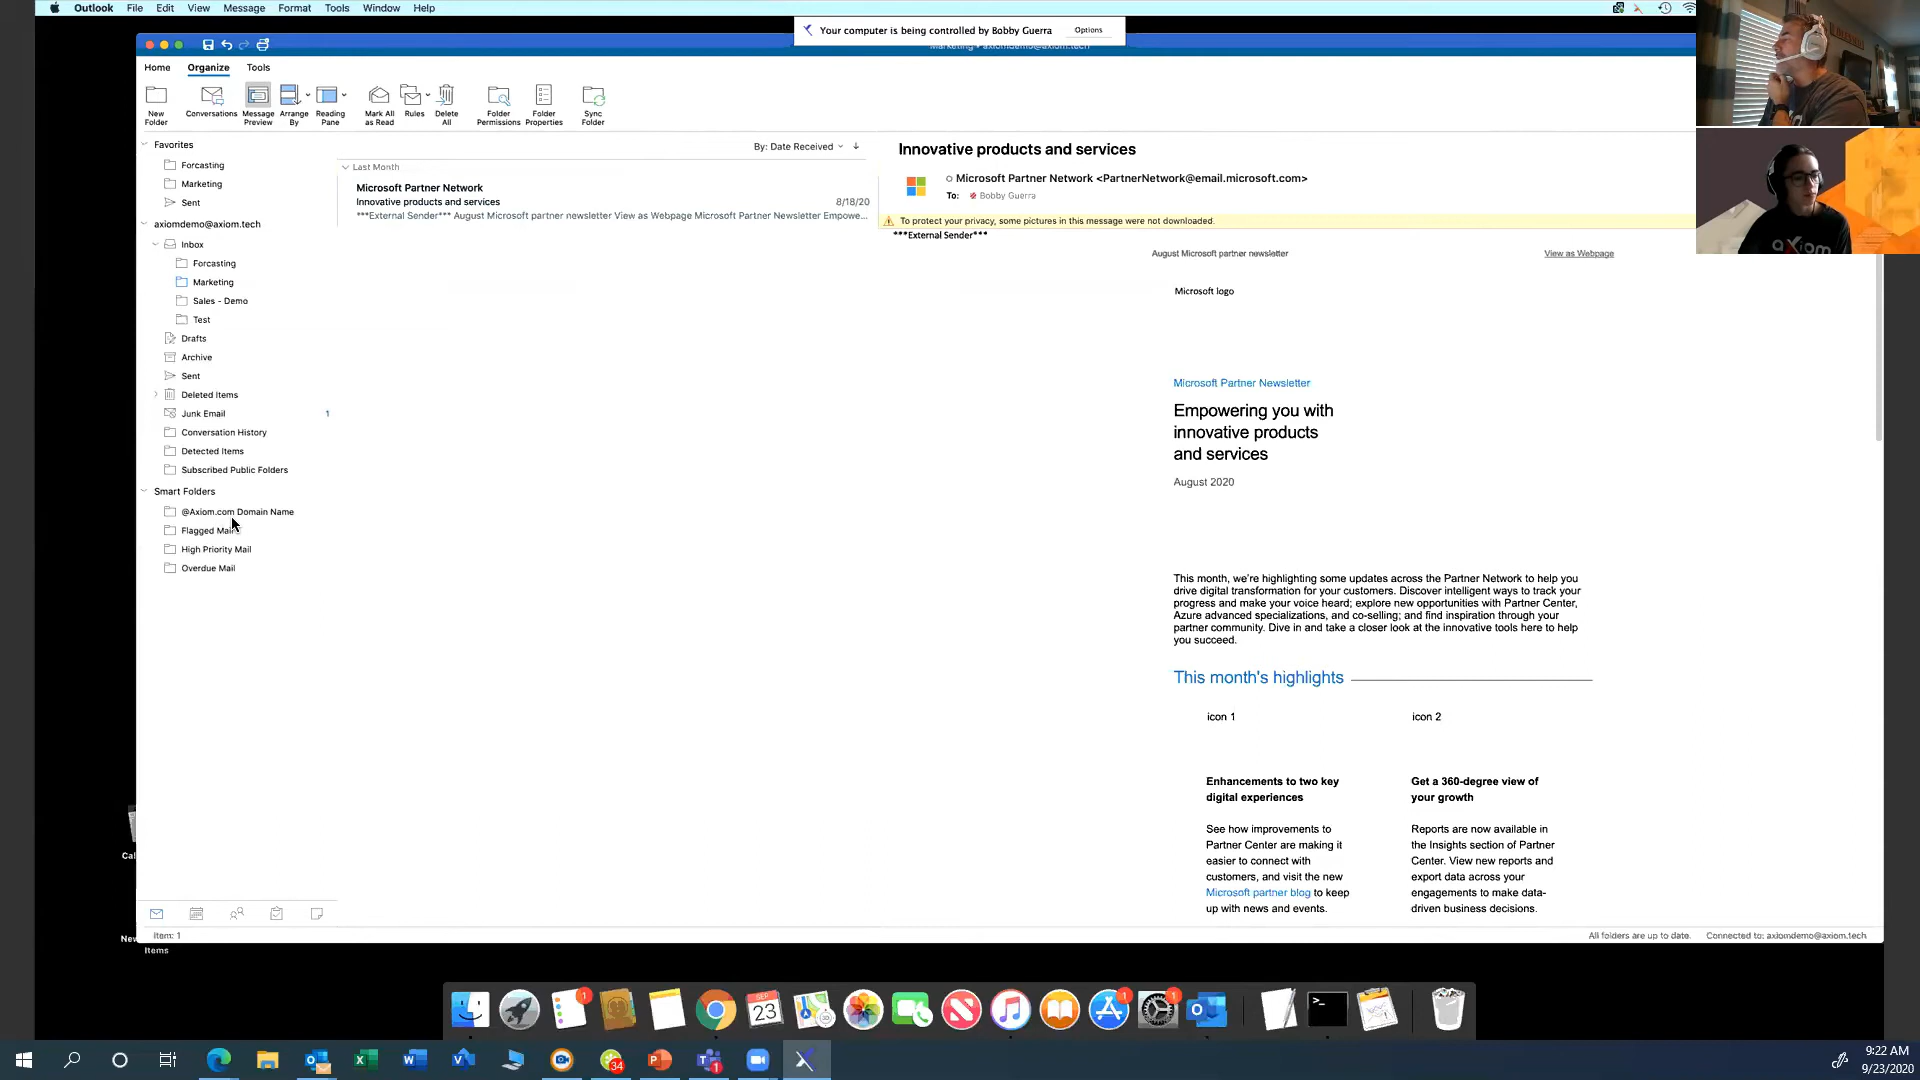 Outlook File Edit View Message Format Tools Window Help
Your computer is being controlled by Bobby Guerra Options
Marketing • axiomdemo@axiom.tech
Home Organize Tools
New Folder
Conversations
Message Preview
Arrange By
Reading Pane
Mark All as Read
Rules
Delete All
Folder Permissions
Folder Properties
Sync Folder
Favorites
Forcasting
Marketing
Sent
axiomdemo@axiom.tech
Inbox
Forcasting
Marketing
Sales - Demo
Test
Drafts
Archive
Sent
Deleted Items
Junk Email 1
Conversation History
Detected Items
Subscribed Public Folders
Smart Folders
@Axiom.com Domain Name
Flagged Mail
High Priority Mail
Overdue Mail
By: Date Received
Last Month
Microsoft Partner Network
Innovative products and services 8/18/20
***External Sender*** August Microsoft partner newsletter View as Webpage Microsoft Partner Newsletter Empowe...
Innovative products and services
Microsoft Partner Network <PartnerNetwork@email.microsoft.com>
To: Bobby Guerra
To protect your privacy, some pictures in this message were not downloaded.
***External Sender***
August Microsoft partner newsletter View as Webpage
Microsoft logo
Microsoft Partner Newsletter
Empowering you with
innovative products
and services
August 2020
This month, we're highlighting some updates across the Partner Network to help you
drive digital transformation for your customers. Discover intelligent ways to track your
progress and make your voice heard; explore new opportunities with Partner Center,
Azure advanced specializations, and co-selling; and find inspiration through your
partner community. Dive in and take a closer look at the innovative tools here to help
you succeed.
This month's highlights
icon 1
Enhancements to two key
digital experiences
See how improvements to
Partner Center are making it
easier to connect with
customers, and visit the new
Microsoft partner blog to keep
up with news and events.
icon 2
Get a 360-degree view of
your growth
Reports are now available in
the Insights section of Partner
Center. View new reports and
export data across your
engagements to make data-
driven business decisions.
Item: 1
All folders are up to date. Connected to: axiomdemo@axiom.tech
Cal
New
Items
axiom
1
SEP
23
1
1
34
1
9:22 AM
9/23/2020